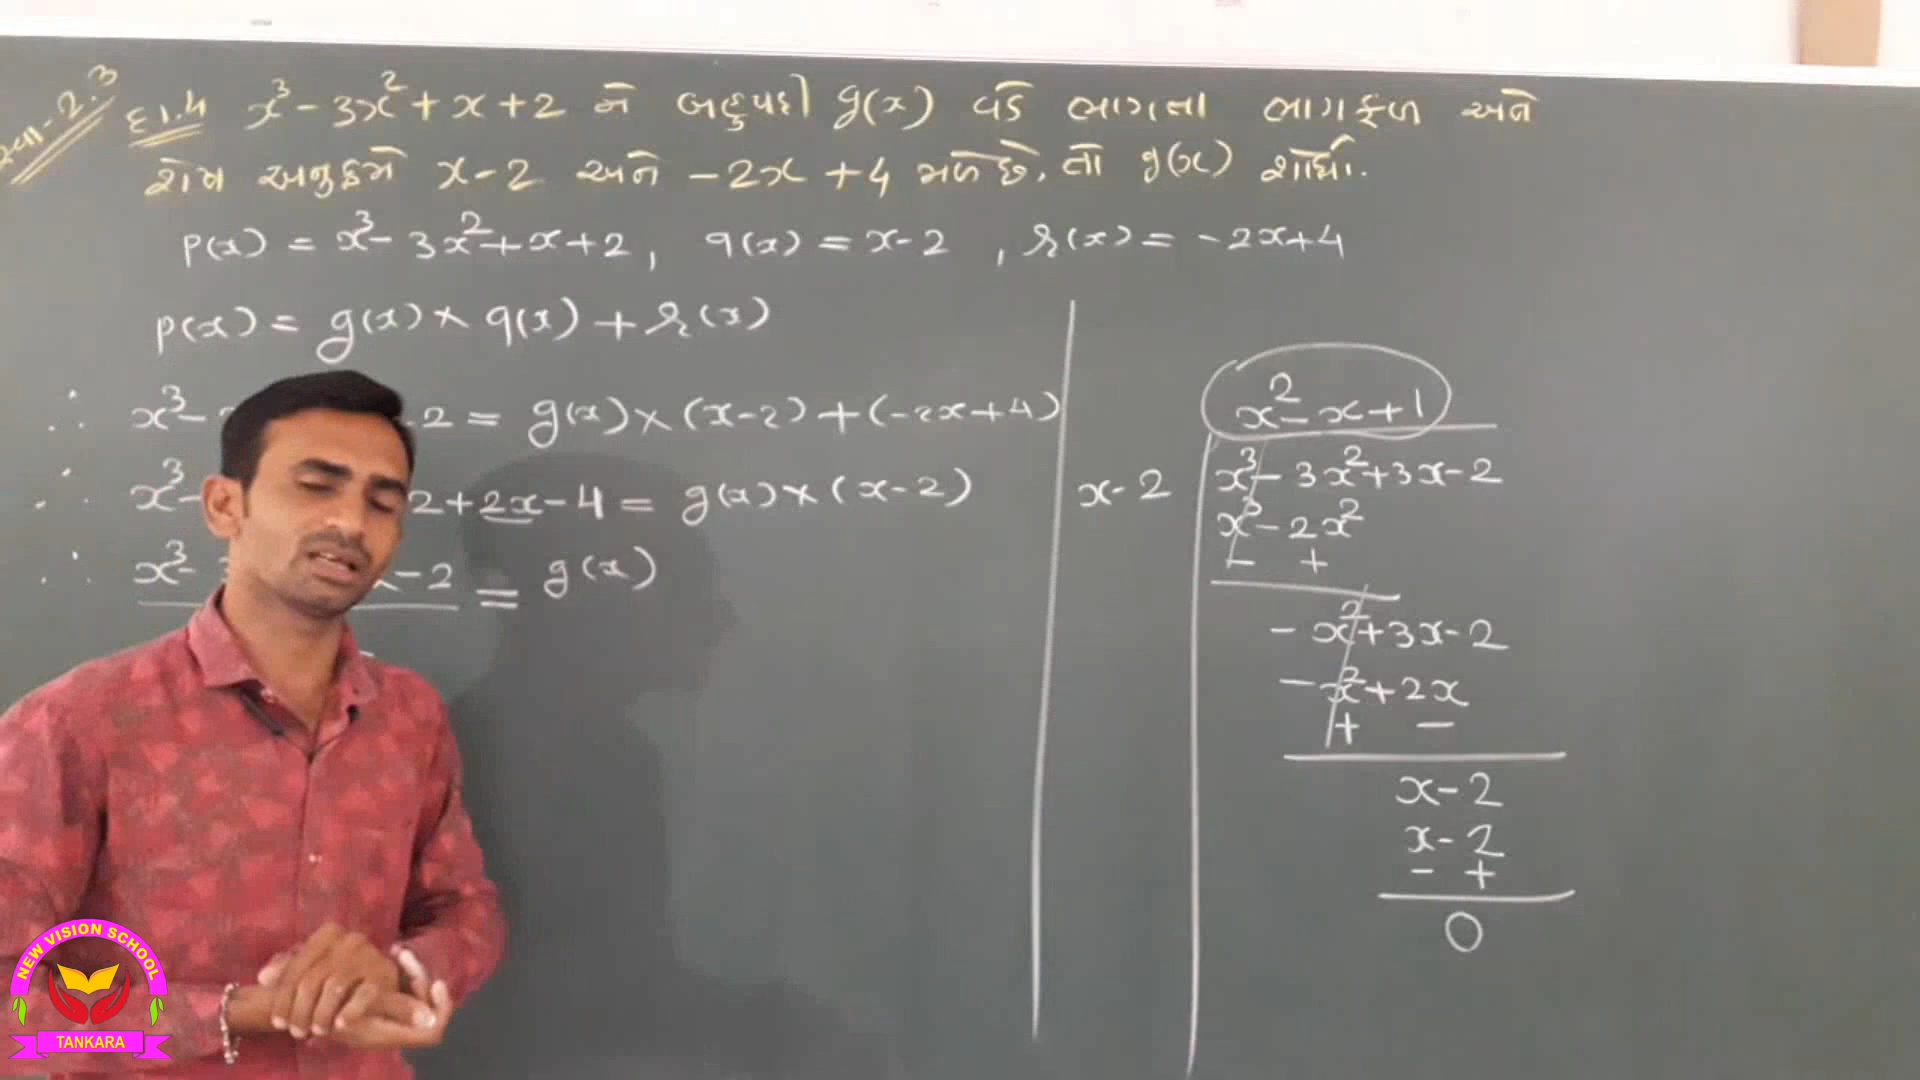 સ્વા-2.3 દા.4 x³ - 3x² + x + 2 ને બહુપદી g(x) વડે ભાગતા ભાગફળ અને
શેષ અનુક્રમે x-2 અને -2x + 4 મળે છે, તો g(x) શોધો.
p(x) = x³ - 3x² + x + 2, q(x) = x-2, r(x) = -2x+4
p(x) = g(x) × q(x) + r(x)
∴ x³ - 2 = g(x) × (x-2) + (-2x+4)
∴ x³ - 2 + 2x - 4 = g(x) × (x-2)
∴ x³ - x - 2 = g(x)
x² - x + 1
x-2
x³ - 3x² + 3x - 2
x³ - 2x²
- +
- x² + 3x - 2
- x² + 2x
+ -
x - 2
x - 2
- +
0
NEW VISION SCHOOL
TANKARA